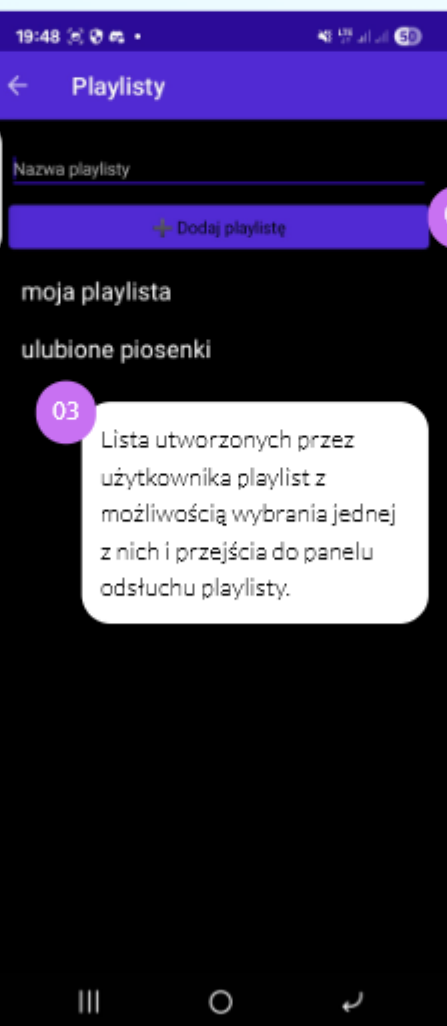 19:48
50
Playlisty
Nazwa playlisty
➕ Dodaj playlistę
moja playlista
ulubione piosenki
03
Lista utworzonych przez
użytkownika playlist z
możliwością wybrania jednej
z nich i przejścia do panelu
odsłuchu playlisty.